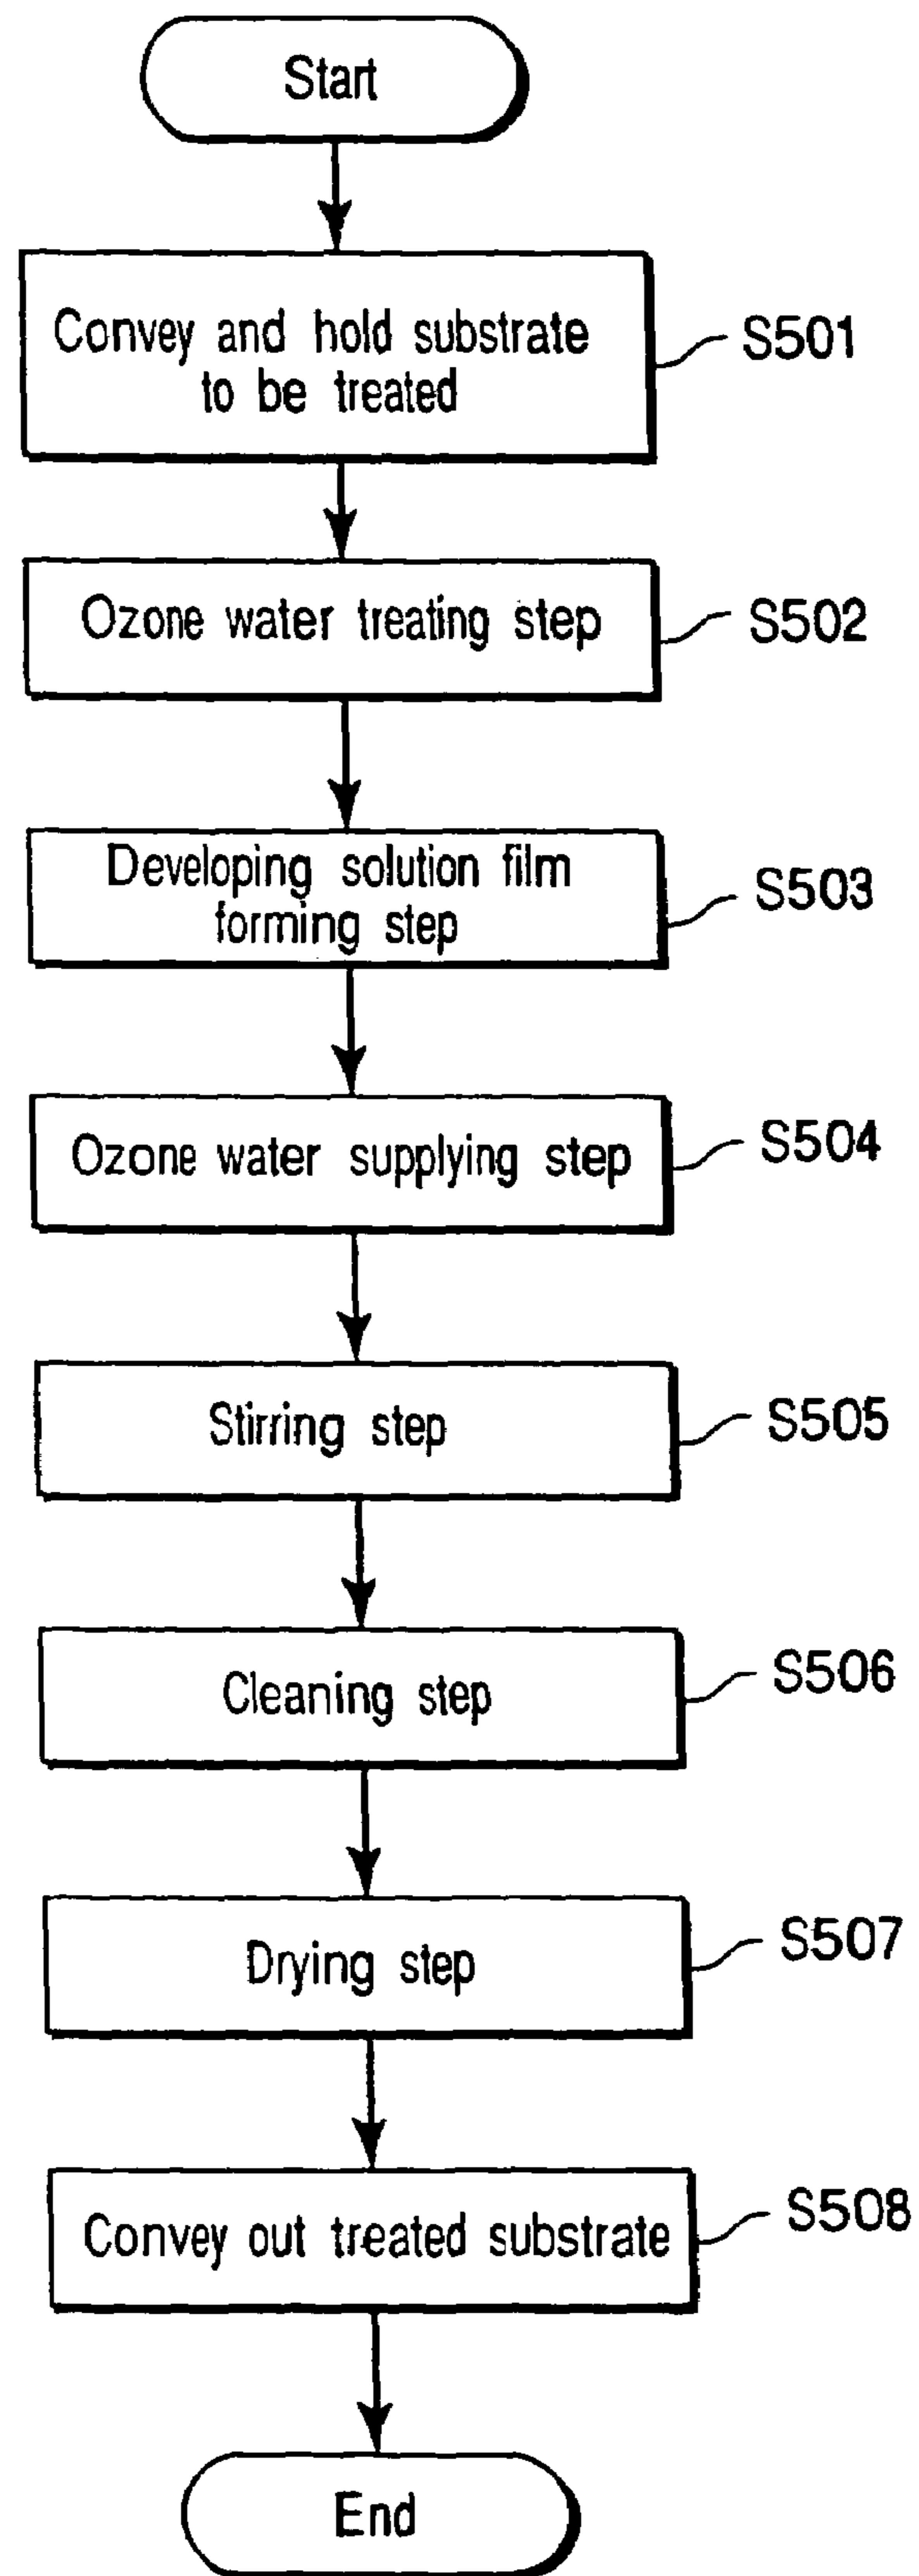 Start
Convey and hold substrate
to be treated
S501
Ozone water treating step
S502
Developing solution film
forming step
S503
Ozone water supplying step
S504
Stirring step
S505
Cleaning step
S506
Drying step
S507
Convey out treated substrate
S508
End